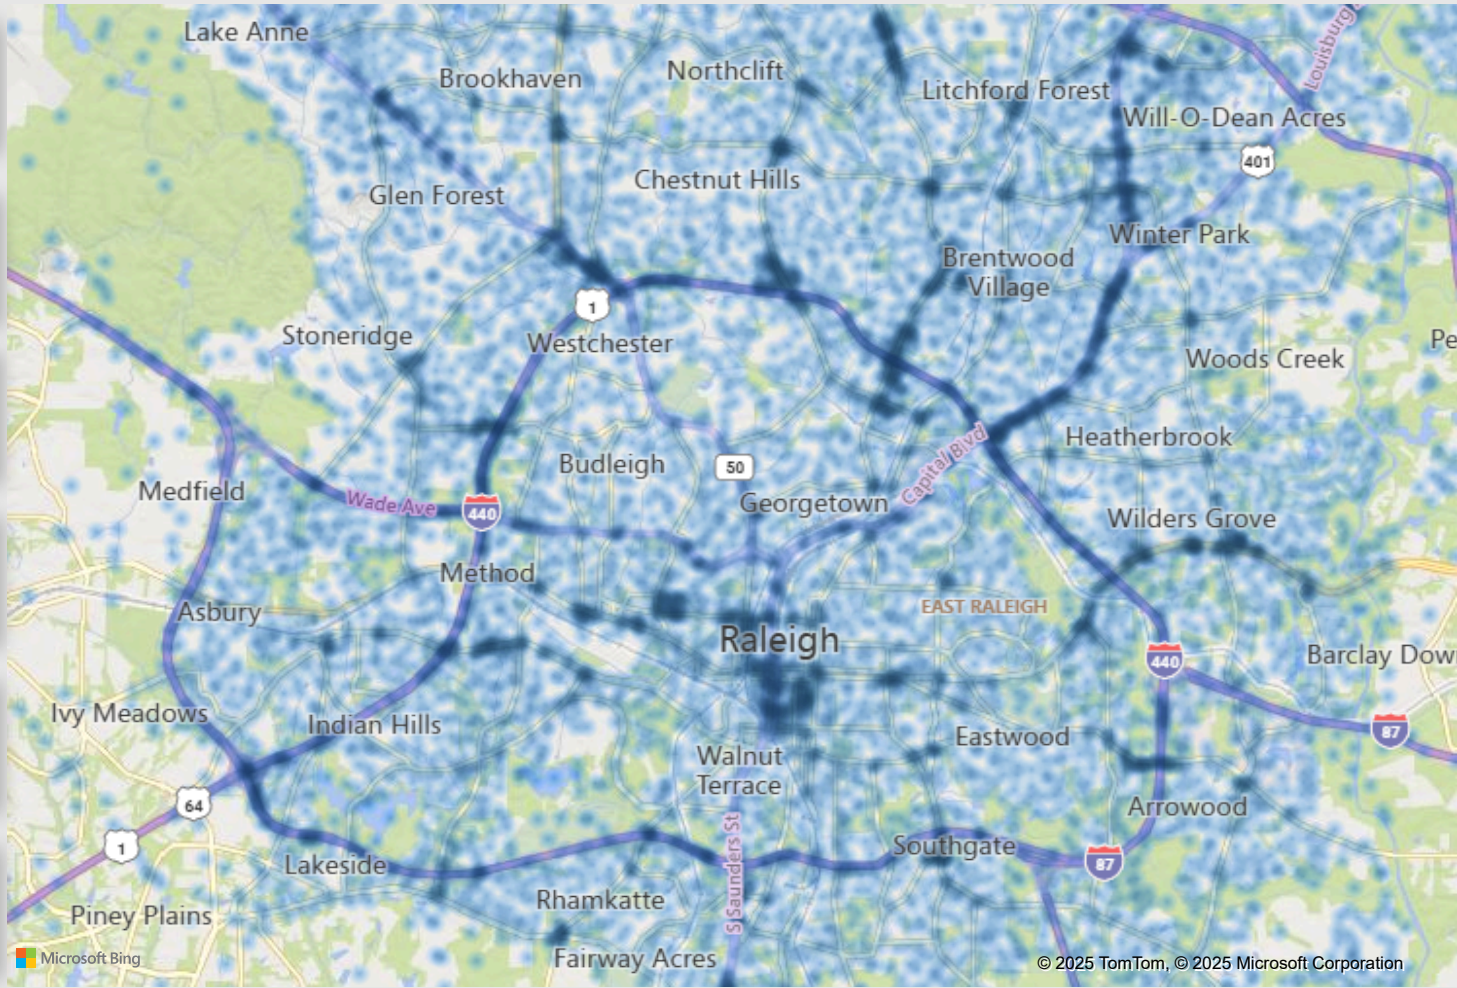 Lake Anne
Brookhaven
Northclift
Litchford Forest
Louisburg
Will-O-Dean Acres
401
Glen Forest
Chestnut Hills
Winter Park
Brentwood
Village
1
Stoneridge
Westchester
Woods Creek
Pe
Heatherbrook
Capital Blvd
Budleigh
50
Medfield
Wade Ave
440
Georgetown
Wilders Grove
Method
Asbury
EAST RALEIGH
Raleigh
440
Barclay Dow
Ivy Meadows
Indian Hills
87
Eastwood
Walnut
Terrace
64
Arrowood
1
Southgate
87
Lakeside
S Saunders St
Rhamkatte
Piney Plains
Fairway Acres
Microsoft Bing
© 2025 TomTom, © 2025 Microsoft Corporation